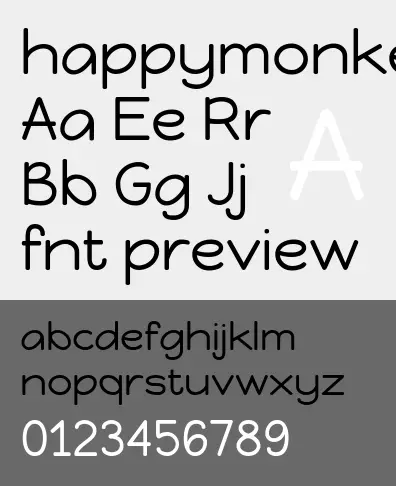 happymonke
Aa Ee Rr
A
Bb Gg Jj
fnt preview
abcdefghijklm
nopqrstuvwxyz
0123456789